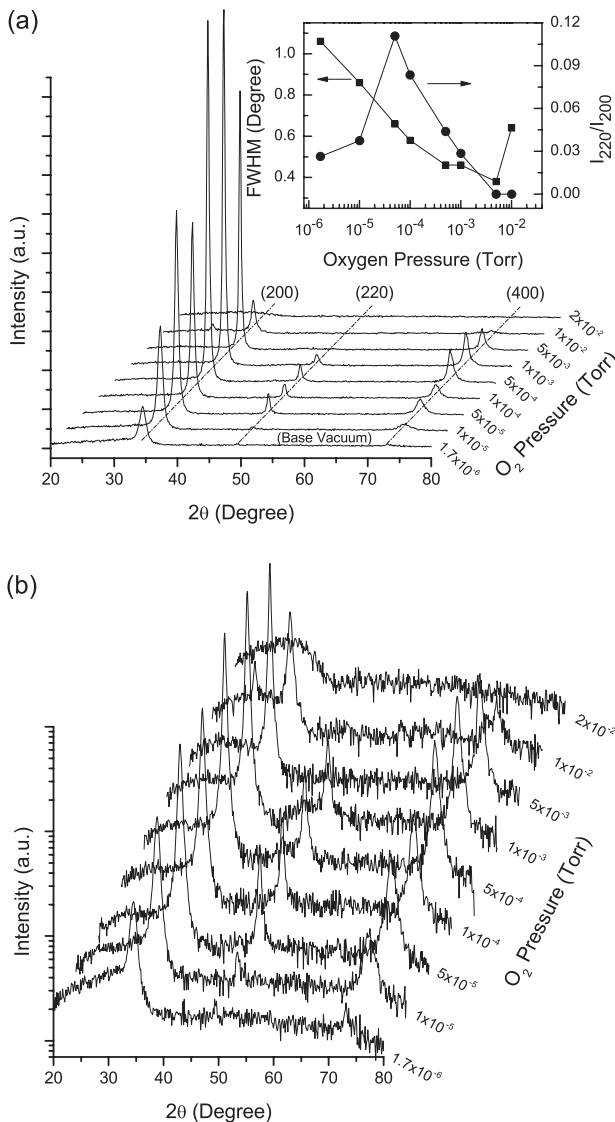 (a)
FWHM (Degree)
1.0
0.8
0.6
0.4
0.12
0.09
0.06
0.03
0.00
I220/I200
10-6 10-5 10-4 10-3 10-2
Oxygen Pressure (Torr)
Intensity (a.u.)
(200)
(220)
(400)
(Base Vacuum)
2x10-2
1x10-2
5x10-3
1x10-3
5x10-4
1x10-4
5x10-5
1x10-5
1.7x10-6
O2 Pressure (Torr)
20 30 40 50 60 70 80
2θ (Degree)
(b)
Intensity (a.u.)
2x10-2
1x10-2
5x10-3
1x10-3
5x10-4
1x10-4
5x10-5
1x10-5
1.7x10-6
O2 Pressure (Torr)
20 30 40 50 60 70 80
2θ (Degree)